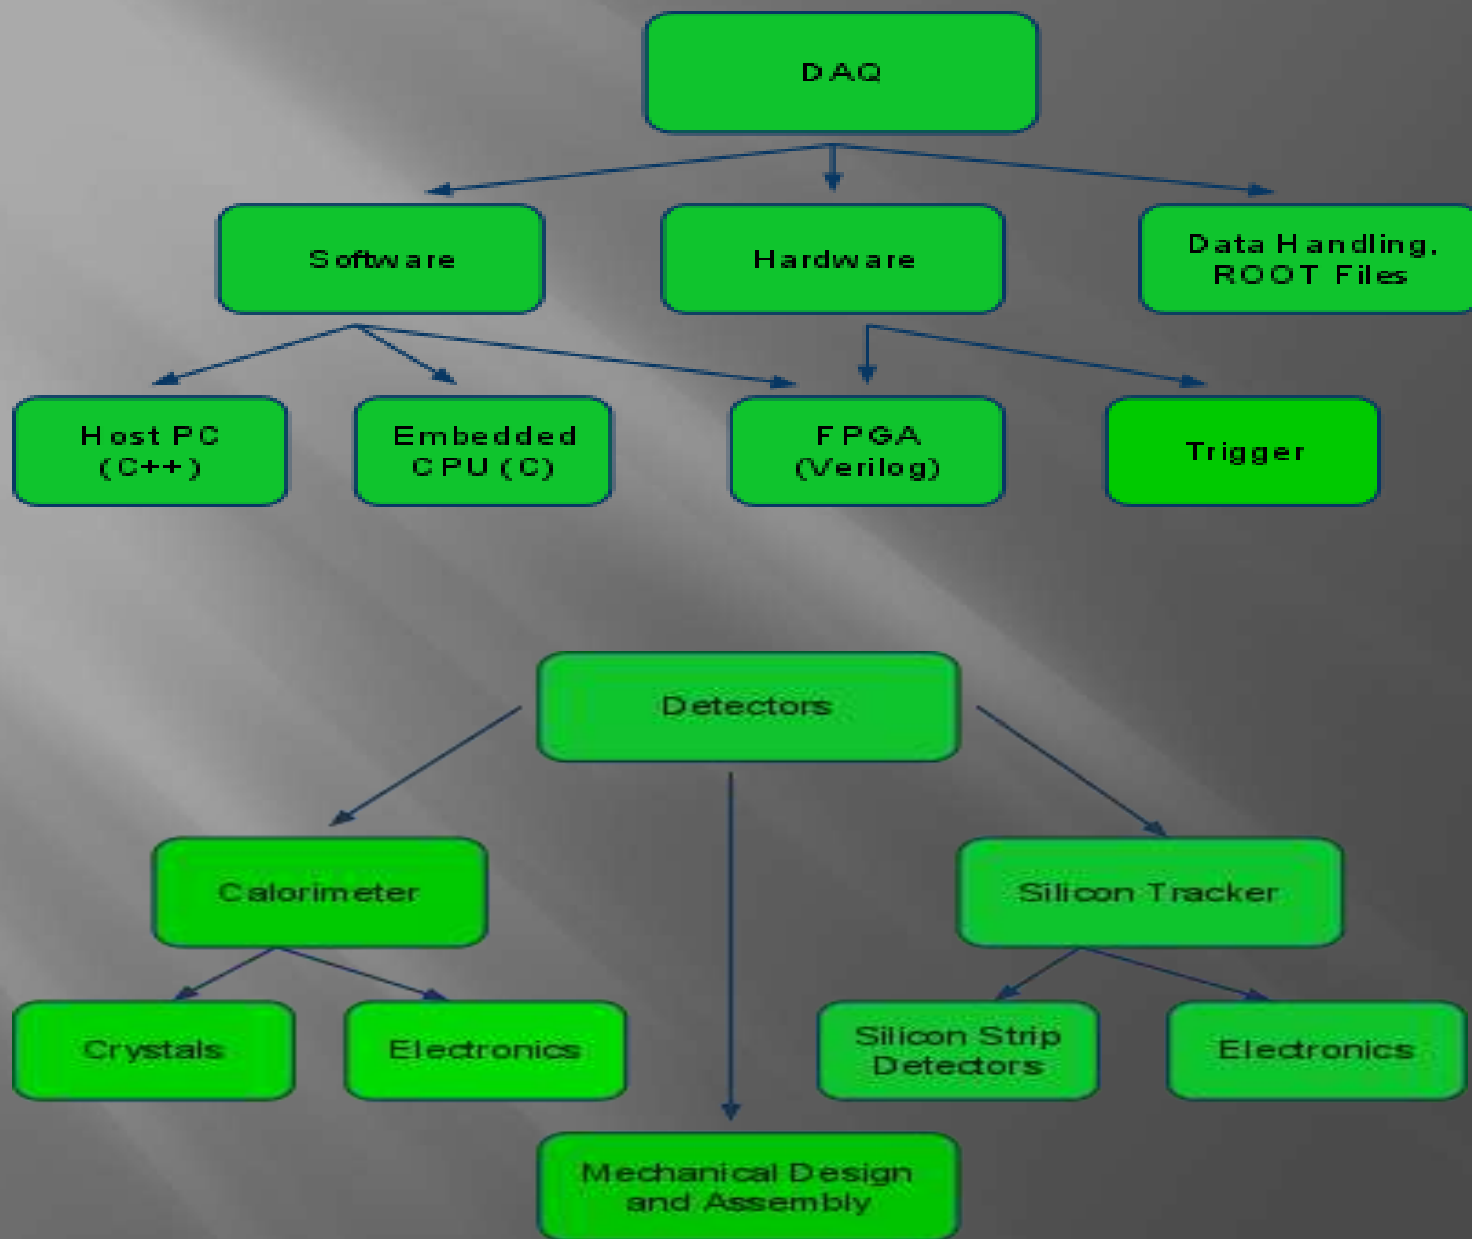 DAQ
Software
Hardware
Data Handling,
ROOT Files
Host PC
(C++)
Embedded
CPU (C)
FPGA
(Verilog)
Trigger
Detectors
Calorimeter
Silicon Tracker
Crystals
Electronics
Silicon Strip
Detectors
Electronics
Mechanical Design
and Assembly